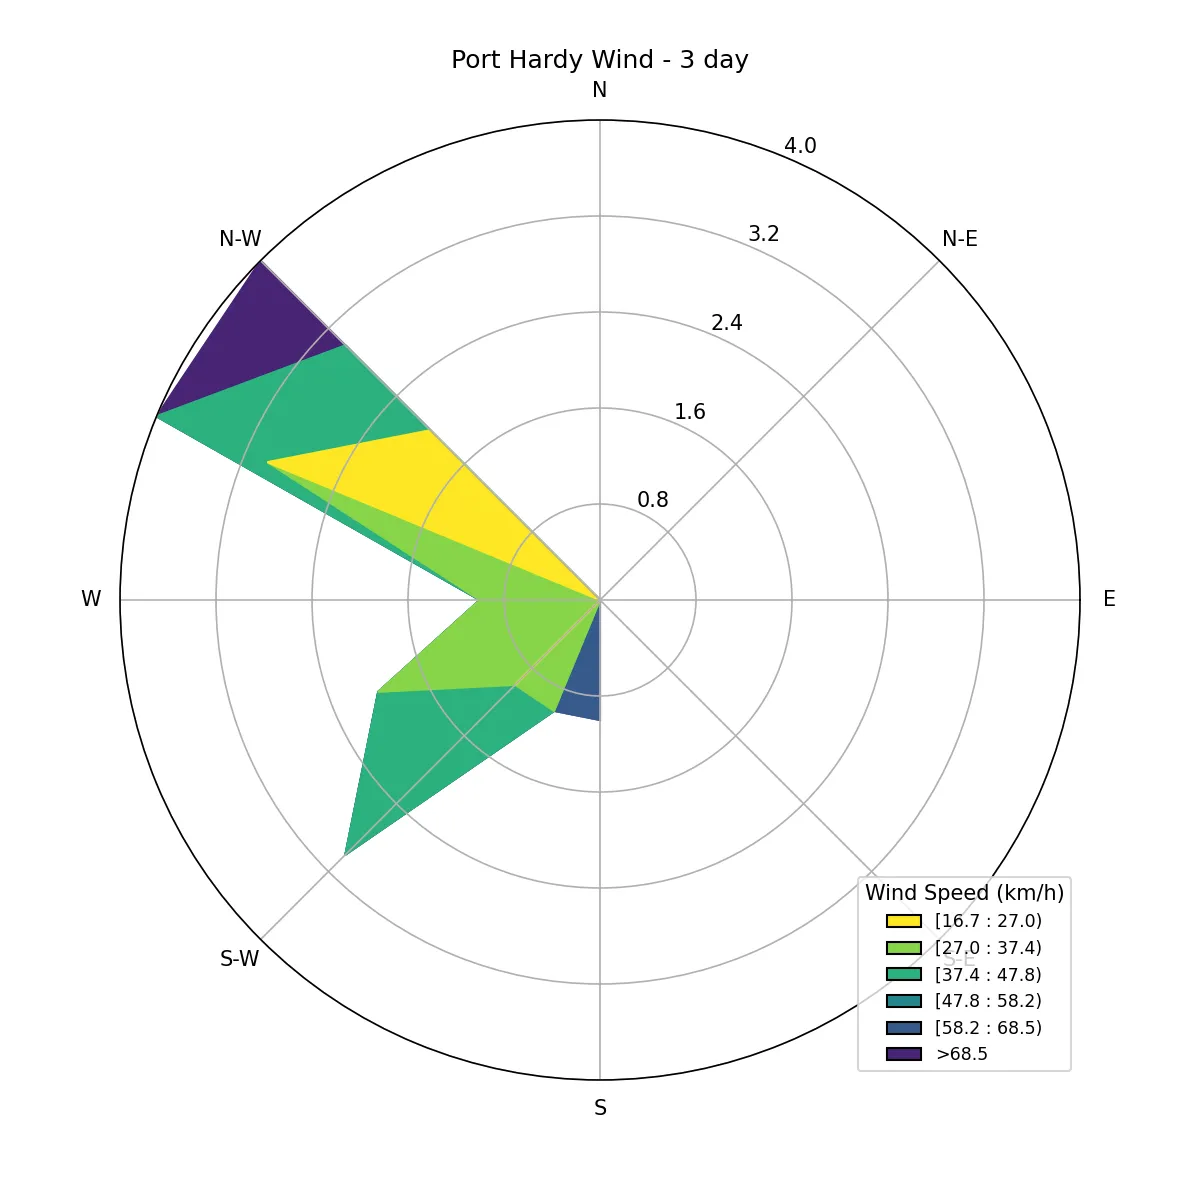 Port Hardy Wind - 3 day
N
4.0
N-W
3.2
N-E
2.4
1.6
0.8
W
E
Wind Speed (km/h)
[16.7 : 27.0)
[27.0 : 37.4)
S-W
S-E
[37.4 : 47.8)
[47.8 : 58.2)
[58.2 : 68.5)
>68.5
S